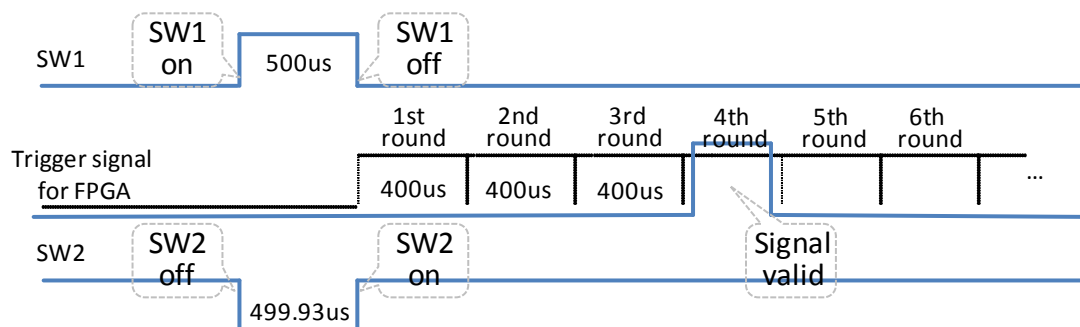 SW1
SW1
on
500us
SW1
off
1st
round
2nd
round
3rd
round
4th
round
5th
round
6th
round
Trigger signal
for FPGA
400us
400us
400us
...
SW2
SW2
off
SW2
on
Signal
valid
499.93us